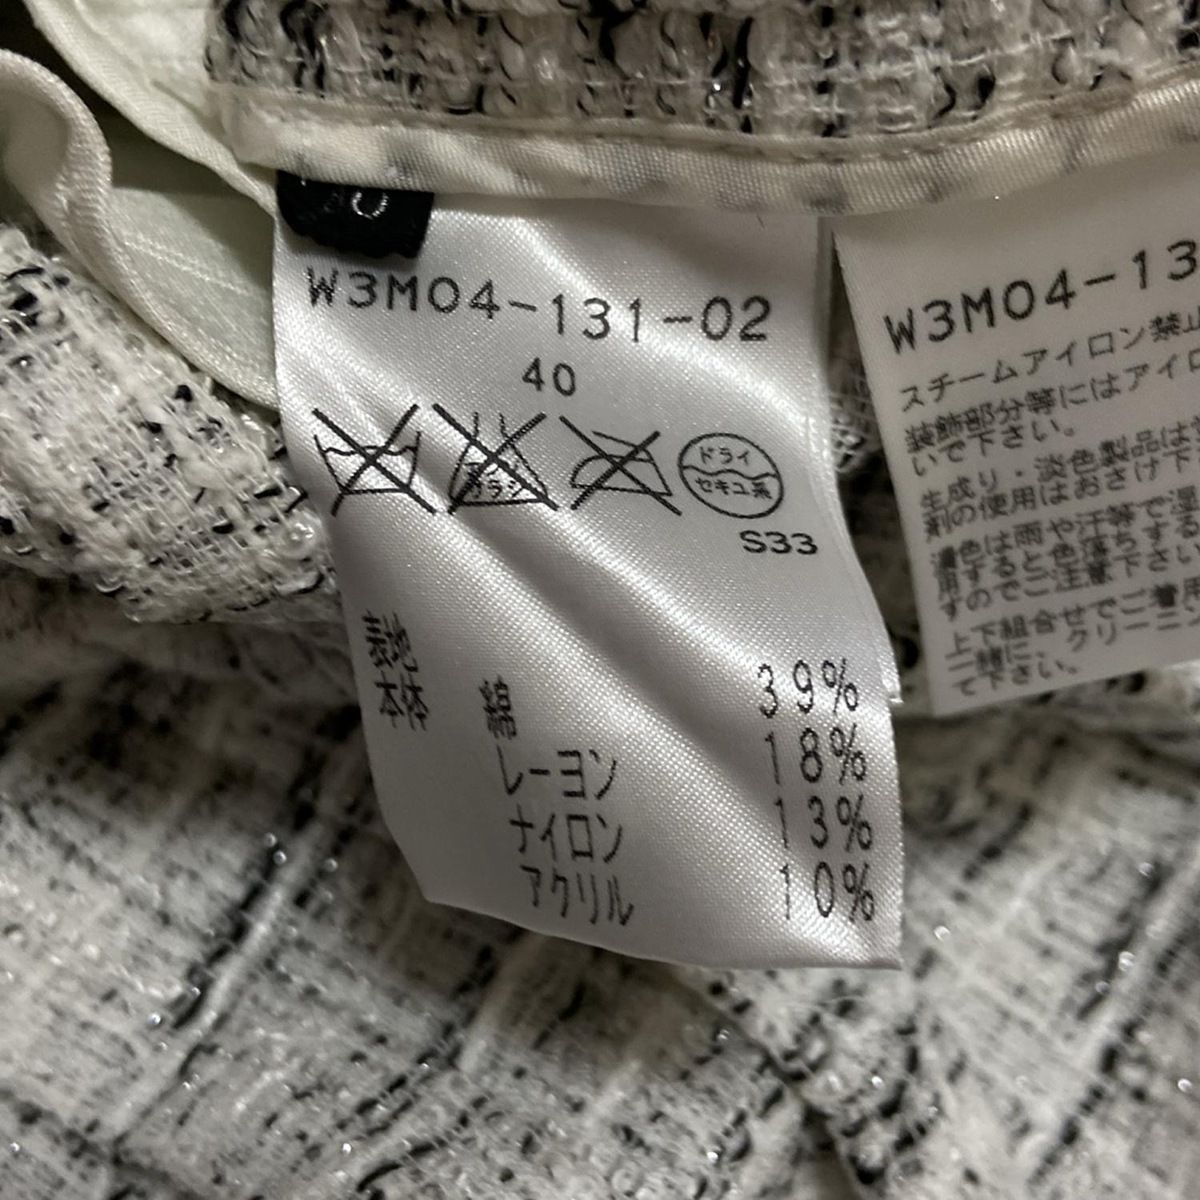 W3M04-131-02
40
ドライ
セキユ系
S33
表地
本体
綿 39%
レーヨン 18%
ナイロン 13%
アクリル 10%
W3M04-13
スチームアイロン禁止
装飾部分等にはアイロ
いで下さい。
生成り・淡色製品は
剤の使用はおさけ下
濃色は雨や汗等で湿
用すると色落ちする
すのでご注意下さい
上下組合せでご着用
一緒に、クリーニン
て下さい。